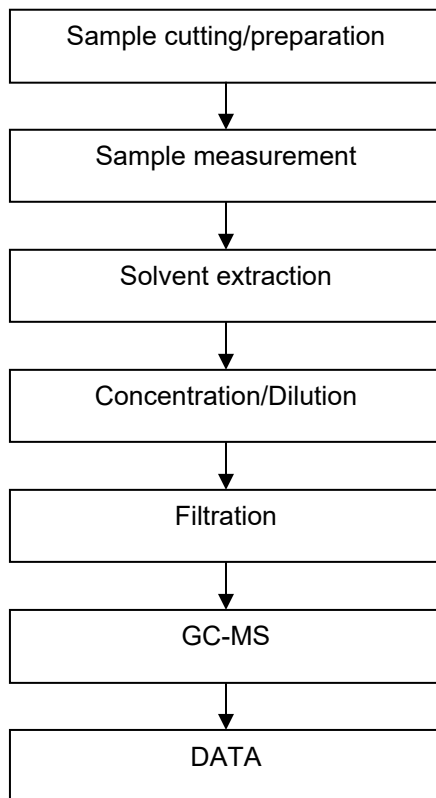 Sample cutting/preparation
Sample measurement
Solvent extraction
Concentration/Dilution
Filtration
GC-MS
DATA